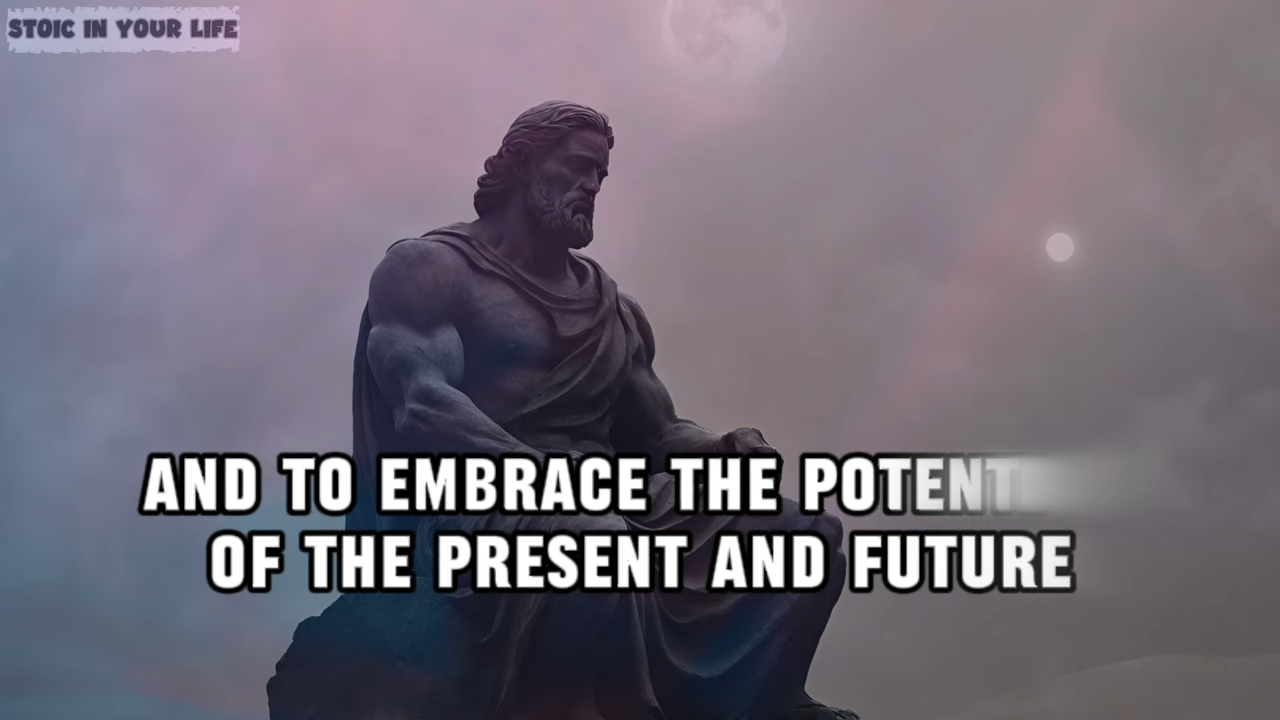 STOIC IN YOUR LIFE
AND TO EMBRACE THE
OF THE PRESENT AND FUTURE